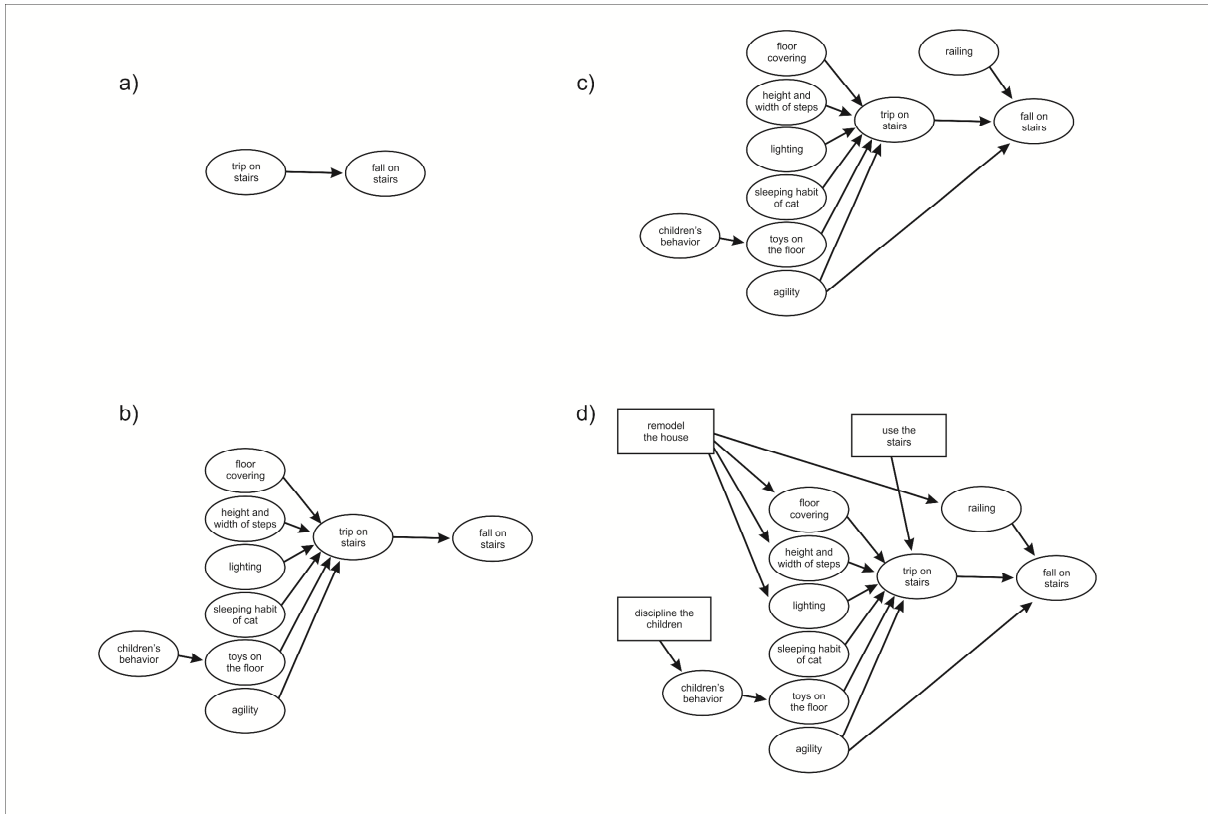 a)
trip on
stairs
fall on
stairs
b)
floor
covering
height and
width of steps
lighting
sleeping habit
of cat
children's
behavior
toys on
the floor
agility
trip on
stairs
fall on
stairs
c)
floor
covering
height and
width of steps
lighting
sleeping habit
of cat
children's
behavior
toys on
the floor
agility
trip on
stairs
railing
fall on
stairs
d)
remodel
the house
use the
stairs
floor
covering
height and
width of steps
lighting
sleeping habit
of cat
discipline the
children
children's
behavior
toys on
the floor
agility
trip on
stairs
railing
fall on
stairs